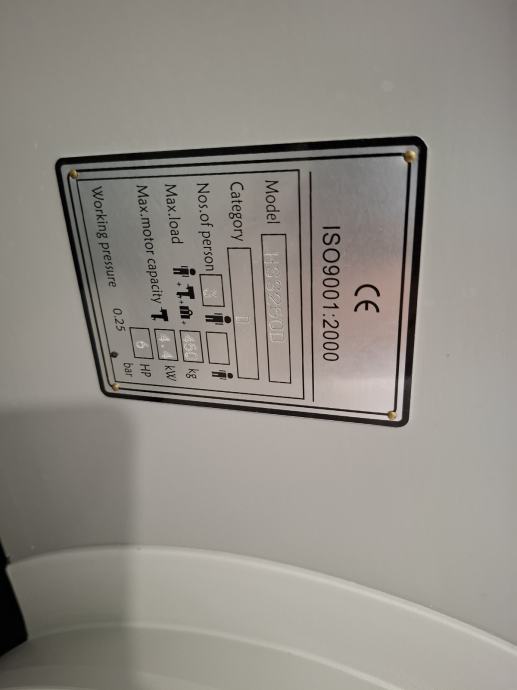 CE
ISO9001:2000
Model HS3250D
Category D
Nos.of person 3
Max.load + + 450 kg
Max.motor capacity 4.4 kW
6 HP
Working pressure 0.25 bar